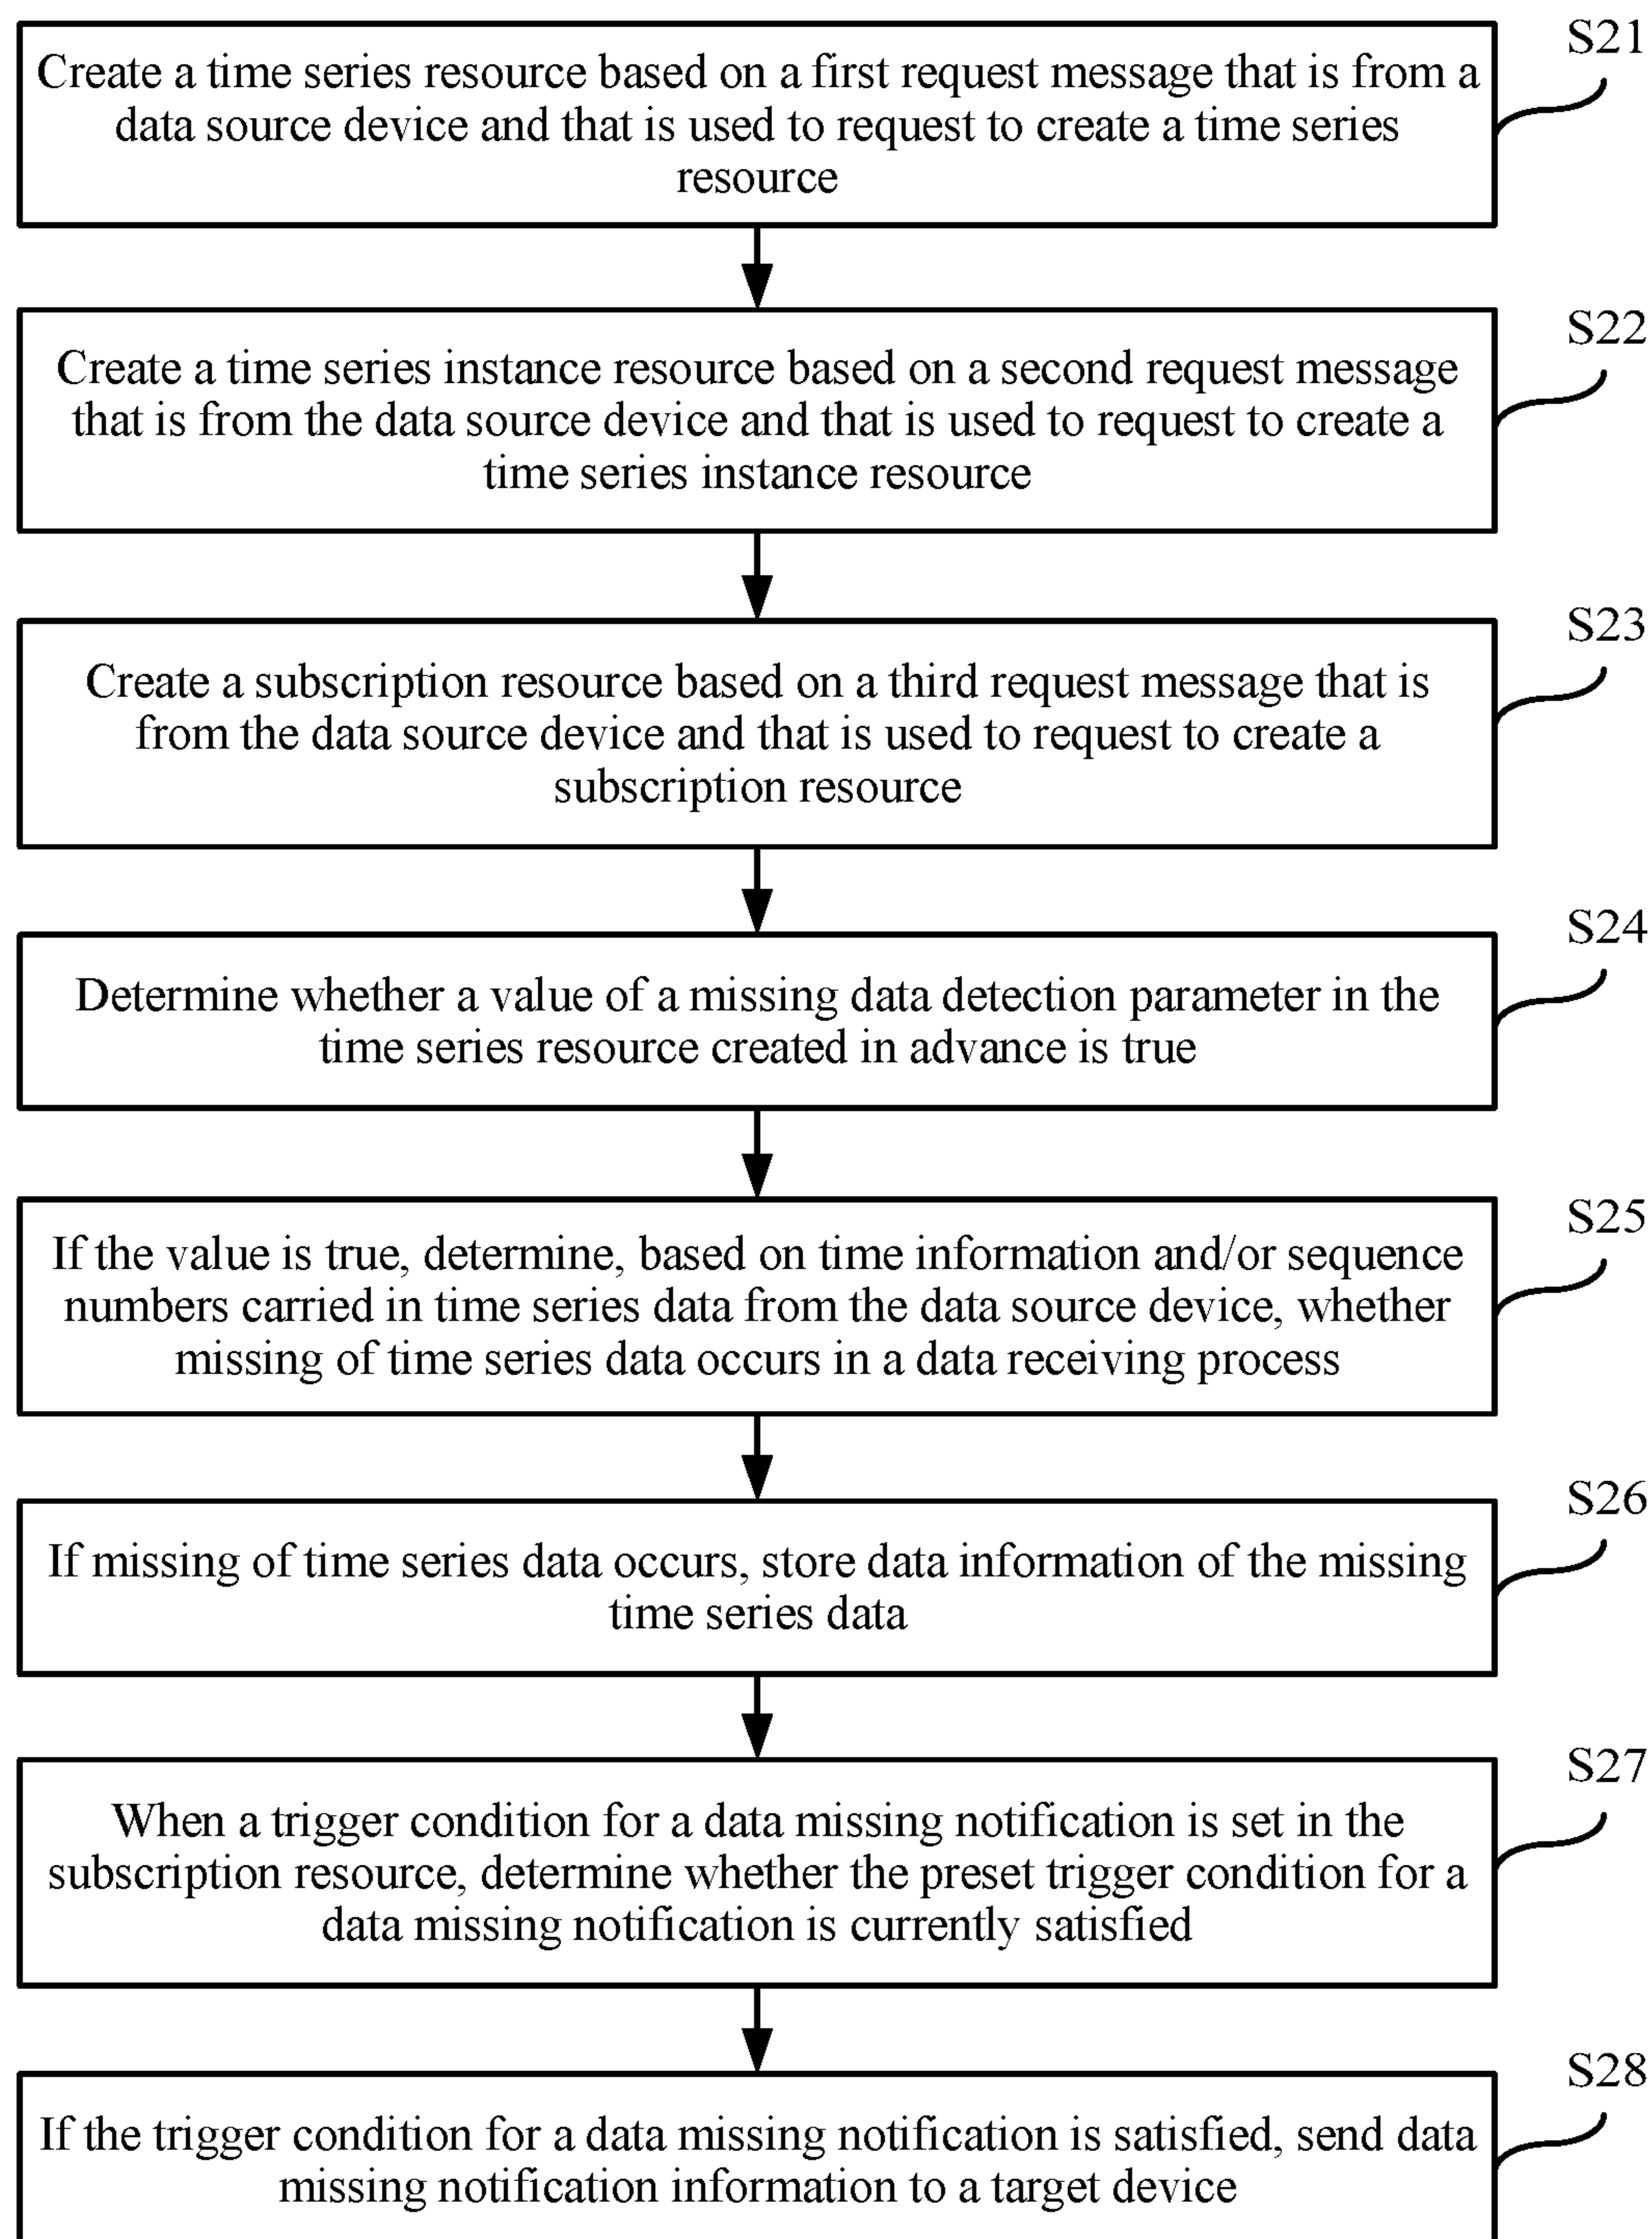 S21
Create a time series resource based on a first request message that is from a
data source device and that is used to request to create a time series
resource
S22
Create a time series instance resource based on a second request message
that is from the data source device and that is used to request to create a
time series instance resource
S23
Create a subscription resource based on a third request message that is
from the data source device and that is used to request to create a
subscription resource
S24
Determine whether a value of a missing data detection parameter in the
time series resource created in advance is true
S25
If the value is true, determine, based on time information and/or sequence
numbers carried in time series data from the data source device, whether
missing of time series data occurs in a data receiving process
S26
If missing of time series data occurs, store data information of the missing
time series data
S27
When a trigger condition for a data missing notification is set in the
subscription resource, determine whether the preset trigger condition for a
data missing notification is currently satisfied
S28
If the trigger condition for a data missing notification is satisfied, send data
missing notification information to a target device